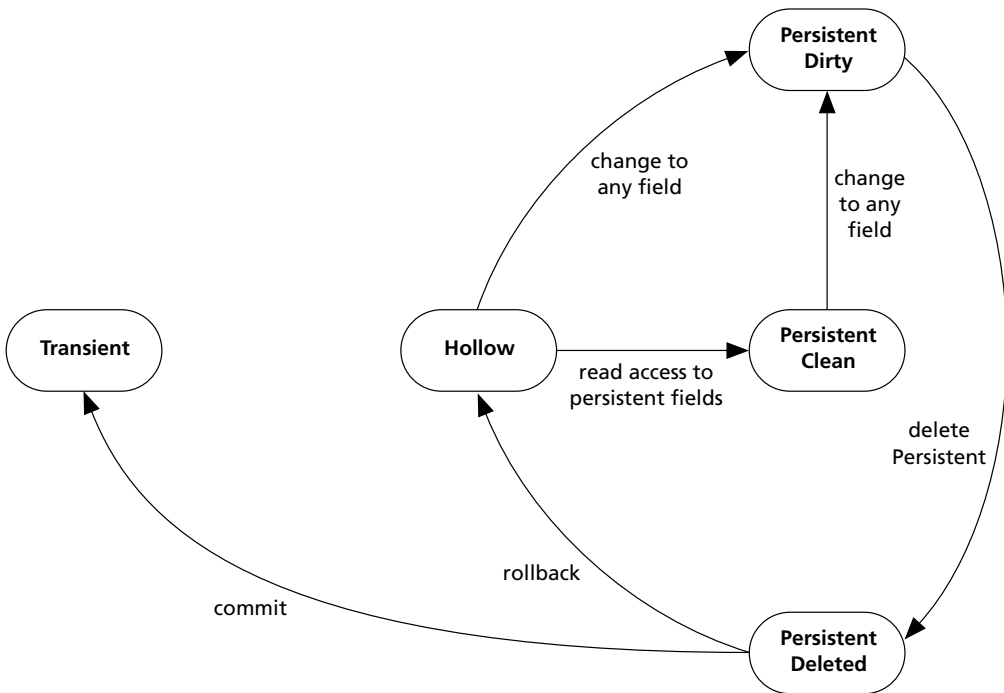 Persistent
Dirty
change to
any field
change
to any
field
Transient
Hollow
Persistent
Clean
read access to
persistent fields
delete
Persistent
rollback
commit
Persistent
Deleted